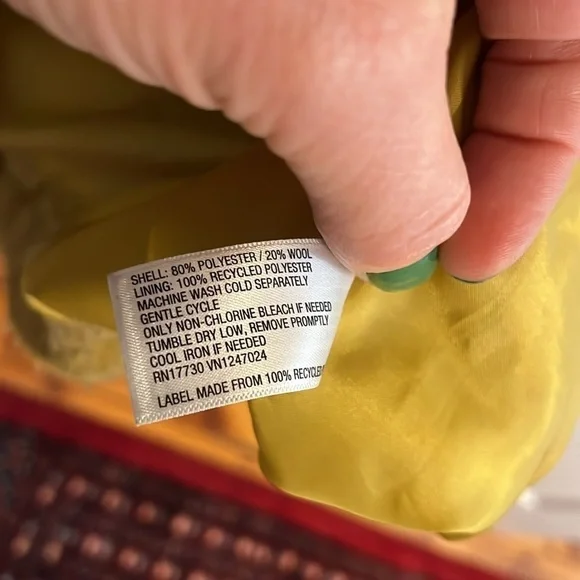 SHELL: 80% POLYESTER / 20% WOOL
LINING: 100% RECYCLED POLYESTER
MACHINE WASH COLD SEPARATELY
GENTLE CYCLE
ONLY NON-CHLORINE BLEACH IF NEEDED
TUMBLE DRY LOW, REMOVE PROMPTLY
COOL IRON IF NEEDED
RN17730 VN1247024
LABEL MADE FROM 100% RECYCLE